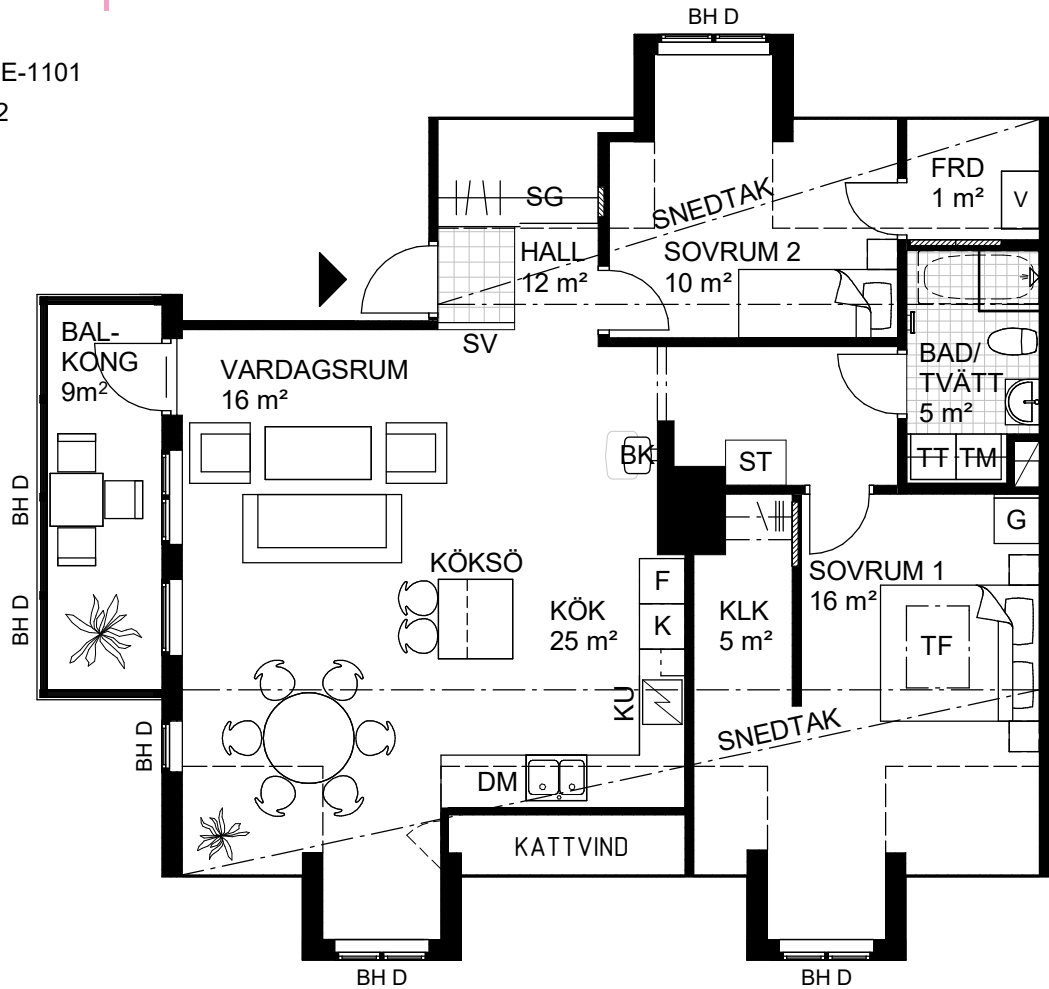 BH D
E-1101
2
FRD
1 m²
V
SG
SNEDTAK
HALL
12 m²
SOVRUM 2
10 m²
BAL-
KONG
9m²
SV
VARDAGSRUM
16 m²
BAD/
TVÄTT
5 m²
BK
ST
TT
TM
BH D
G
KÖKSÖ
F
SOVRUM 1
16 m²
KÖK
25 m²
K
KLK
5 m²
BH D
TF
KU
SNEDTAK
BH D
DM
KATTVIND
BH D
BH D